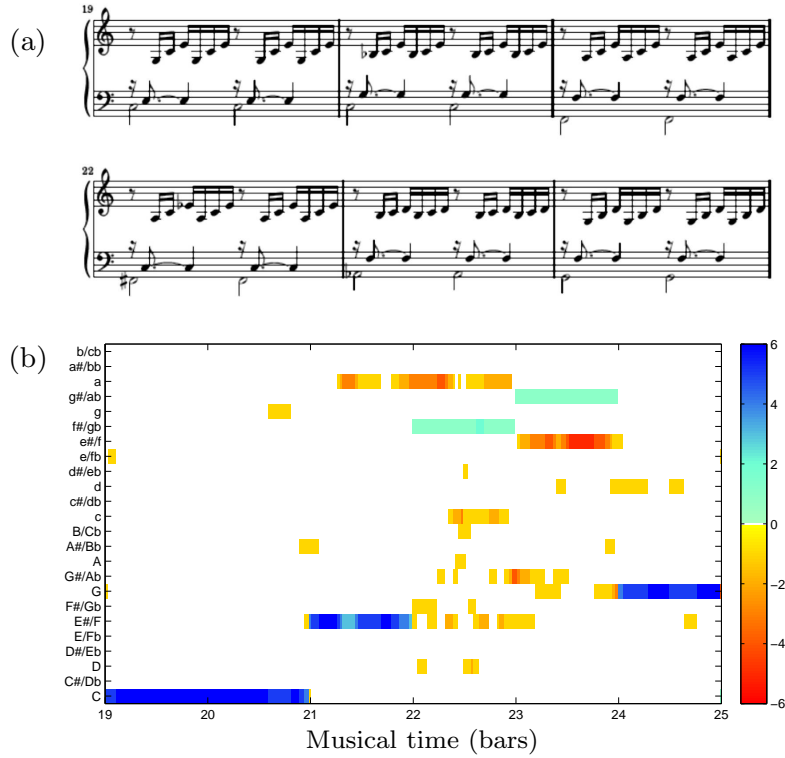 (a)
19
22
(b)
b/cb
a#/bb
a
g#/ab
g
f#/gb
e#/f
e/fb
d#/eb
d
c#/db
c
B/Cb
A#/Bb
A
G#/Ab
G
F#/Gb
E#/F
E/Fb
D#/Eb
D
C#/Db
C
19 20 21 22 23 24 25
Musical time (bars)
6
4
2
0
−2
−4
−6